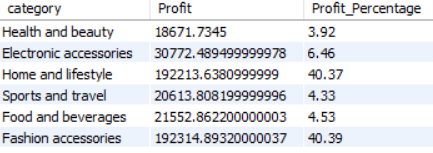 category Profit Profit_Percentage
Health and beauty 18671.7345 3.92
Electronic accessories 30772.489499999978 6.46
Home and lifestyle 192213.6380999999 40.37
Sports and travel 20613.808199999996 4.33
Food and beverages 21552.862200000003 4.53
Fashion accessories 192314.89320000037 40.39